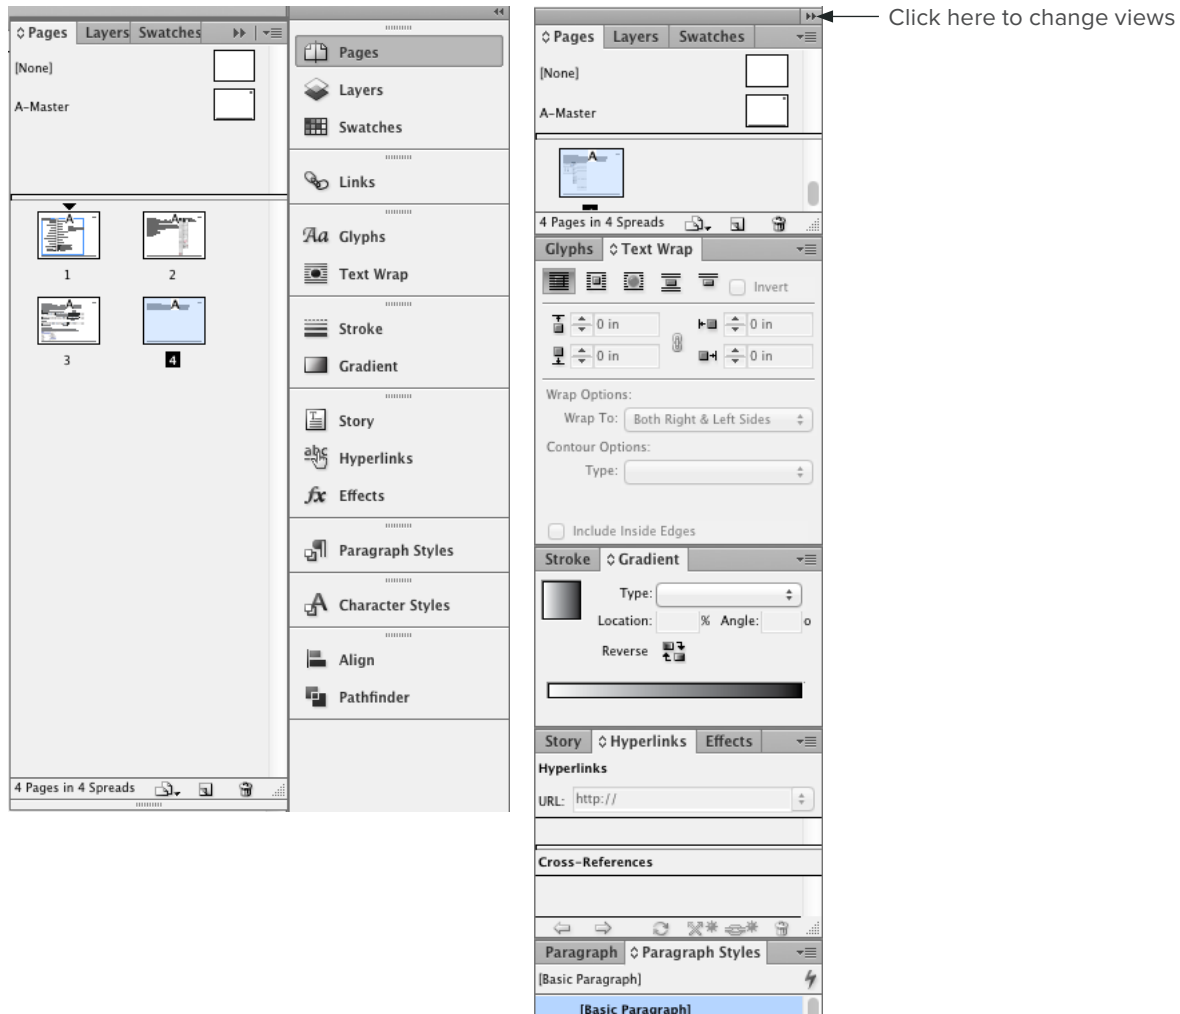 Pages Layers Swatches
[None]
A-Master
A
A
1 2
A
A
3 4
4 Pages in 4 Spreads
Pages
Layers
Swatches
Links
Glyphs
Text Wrap
Stroke
Gradient
Story
Hyperlinks
Effects
Paragraph Styles
Character Styles
Align
Pathfinder
Click here to change views
Pages Layers Swatches
[None]
A-Master
A
4 Pages in 4 Spreads
Glyphs Text Wrap
Invert
0 in 0 in
0 in 0 in
Wrap Options:
Wrap To: Both Right & Left Sides
Contour Options:
Type:
Include Inside Edges
Stroke Gradient
Type:
Location: % Angle: o
Reverse
Story Hyperlinks Effects
Hyperlinks
URL: http://
Cross-References
Paragraph Paragraph Styles
[Basic Paragraph]
[Basic Paragraph]